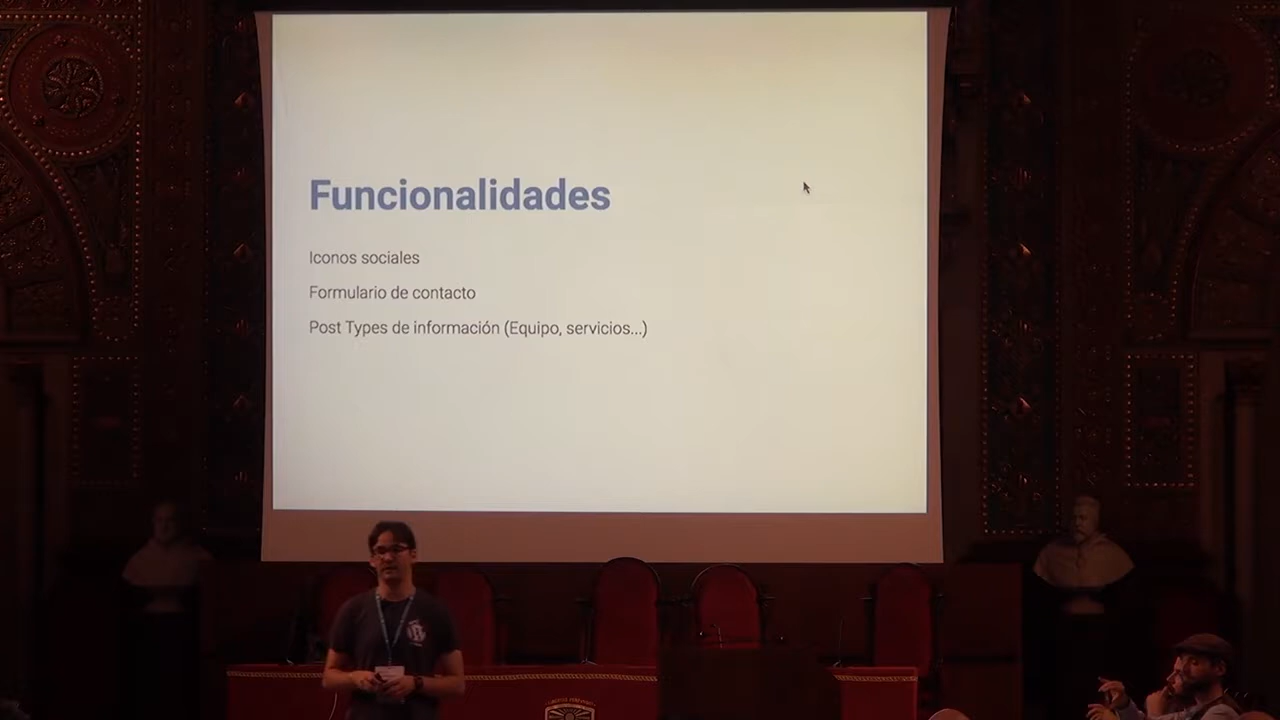 Funcionalidades
Iconos sociales
Formulario de contacto
Post Types de información (Equipo, servicios...)